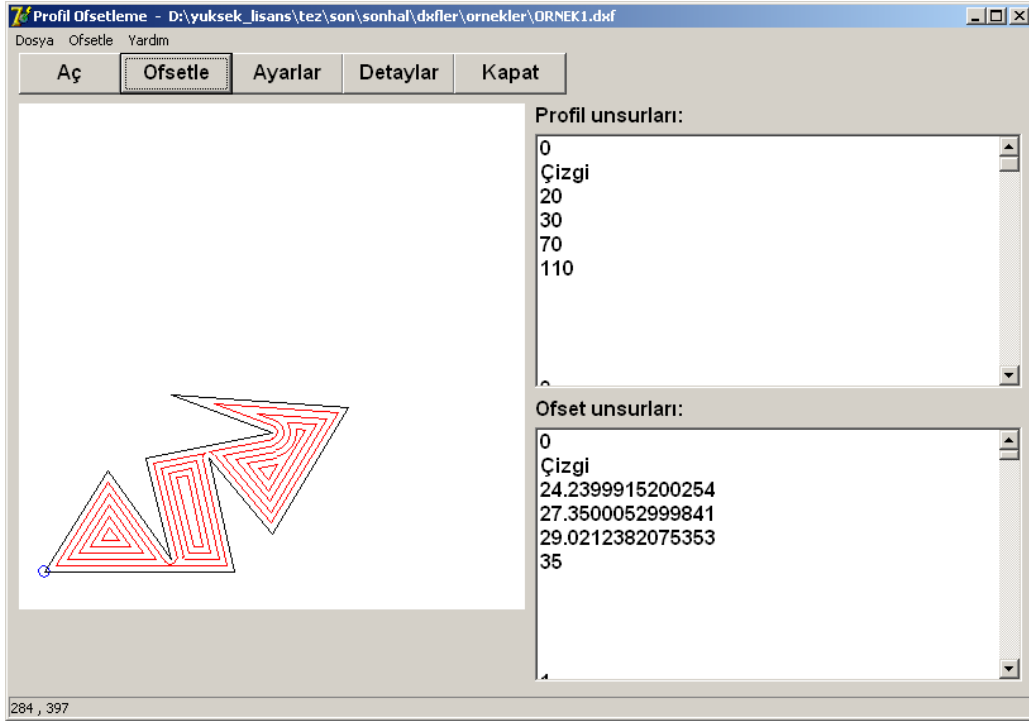 Profil Ofsetleme - D:\yuksek_lisans\tez\son\sonhal\dxfler\ornekler\ORNEK1.dxf
Dosya Ofsetle Yardım
Aç Ofsetle Ayarlar Detaylar Kapat
Profil unsurları:
0
Çizgi
20
30
70
110
Ofset unsurları:
0
Çizgi
24.2399915200254
27.3500052999841
29.0212382075353
35
284 , 397